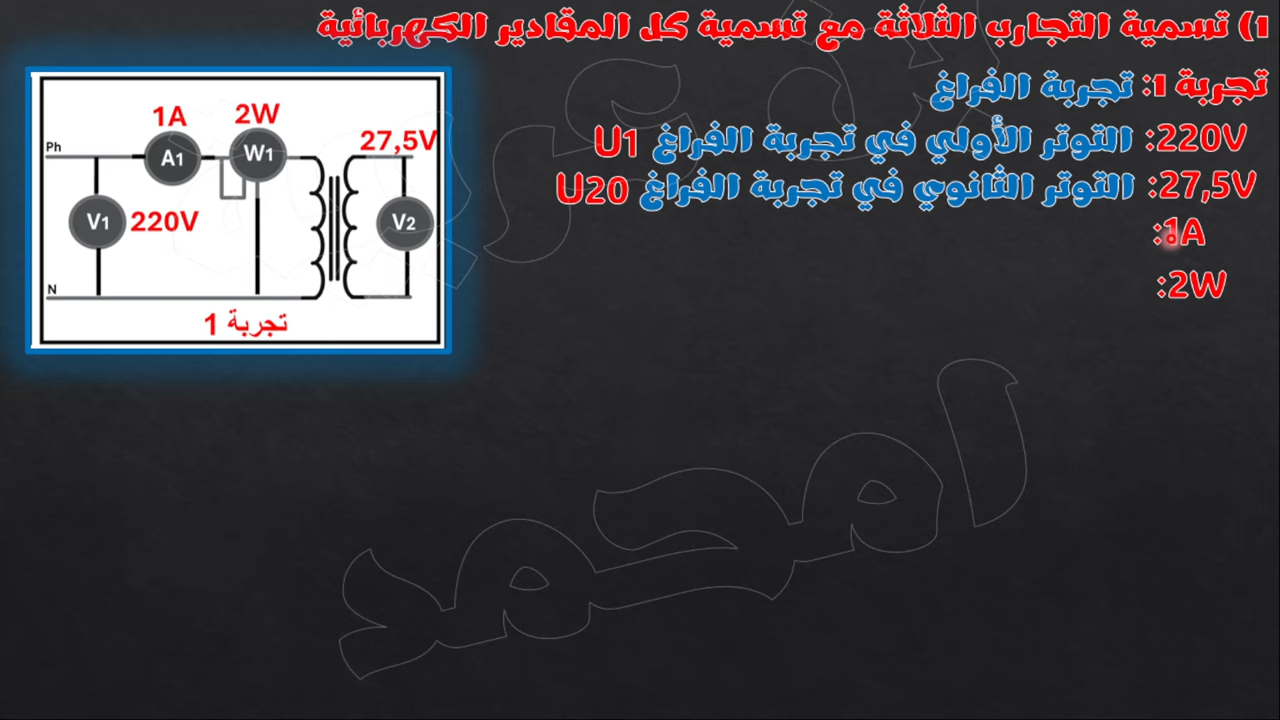 1) تسمية التجارب الثلاثة مع تسمية كل المقادير الكهربائية
تجربة 1: تجربة الفراغ
220V: التوتر الأولي في تجربة الفراغ U1
27,5V: التوتر الثانوي في تجربة الفراغ U20
1A:
2W:
1A
2W
27,5V
Ph
A1
W1
V1
220V
V2
N
تجربة 1
امحمد